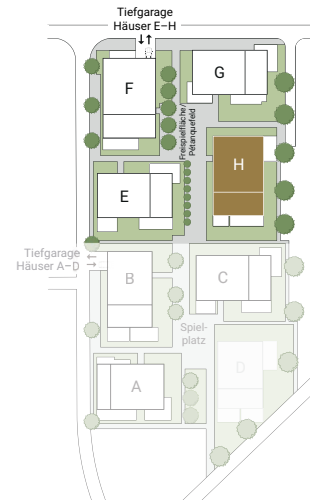 Tiefgarage
Häuser E–H
G
F
Freispielfläche/
Pétanquefeld
H
E
Tiefgarage
Häuser A–D
B
C
Spiel-
platz
D
A